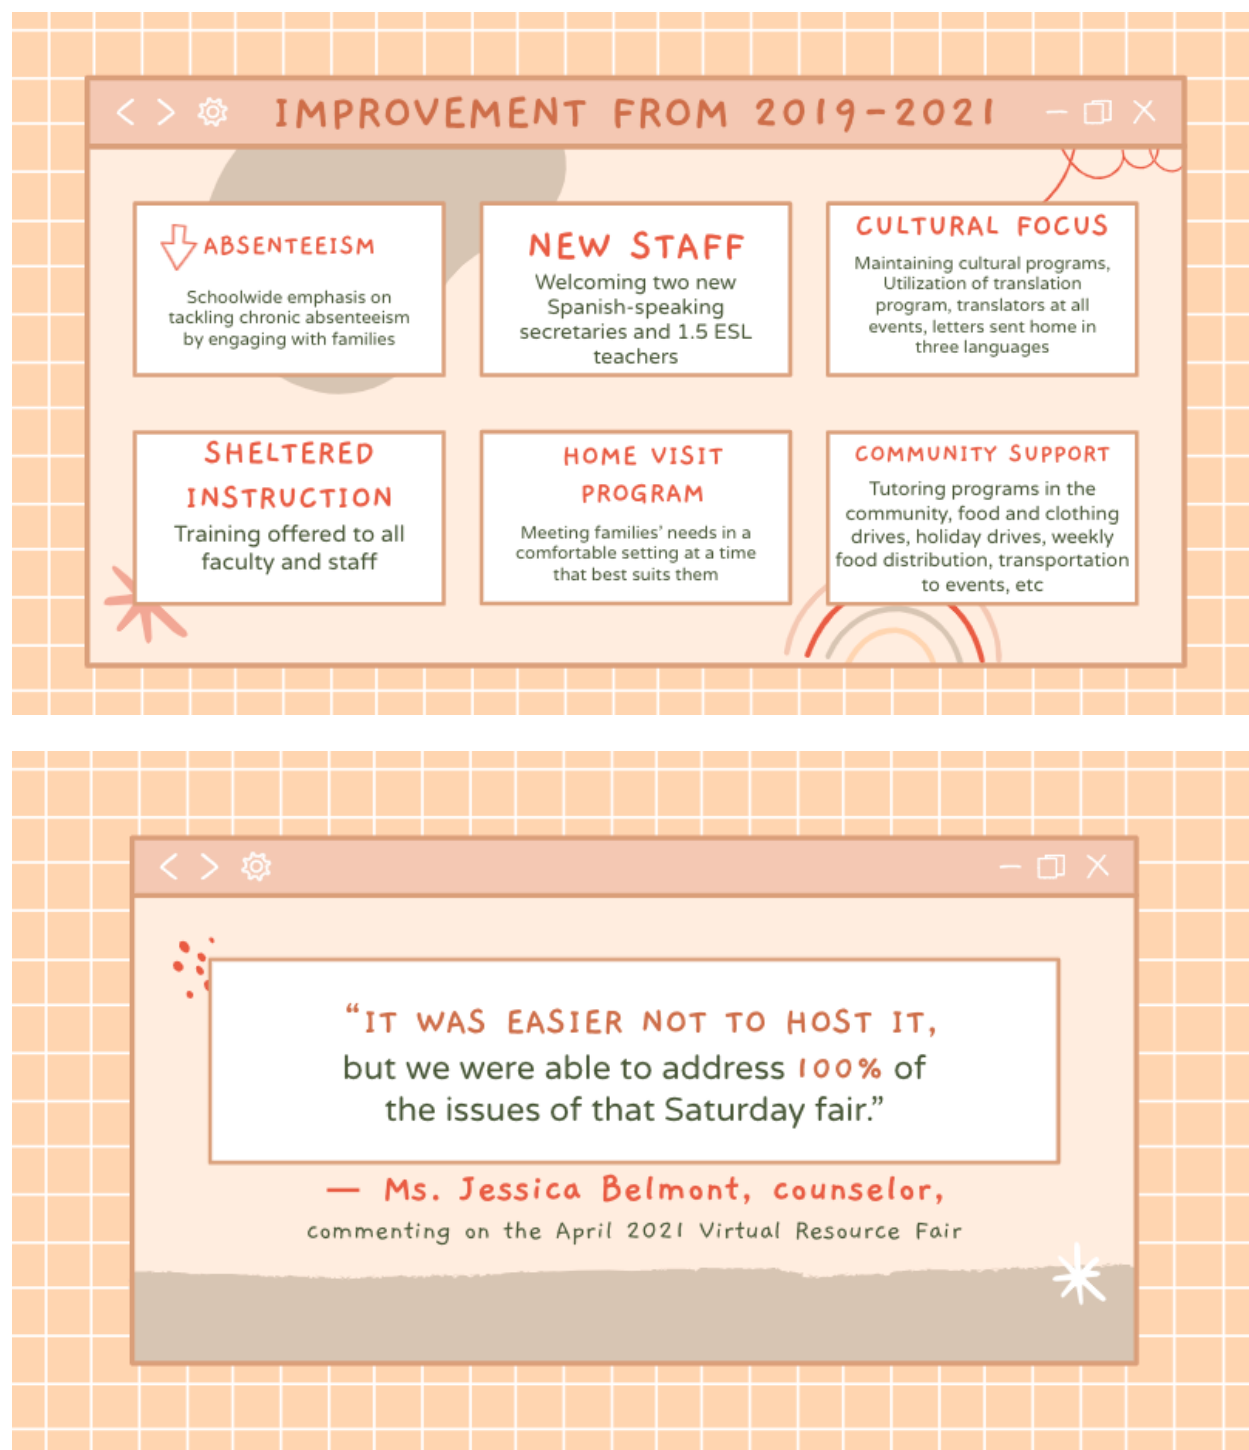 IMPROVEMENT FROM 2019-2021
ABSENTEEISM
Schoolwide emphasis on
tackling chronic absenteeism
by engaging with families
NEW STAFF
Welcoming two new
Spanish-speaking
secretaries and 1.5 ESL
teachers
CULTURAL FOCUS
Maintaining cultural programs,
Utilization of translation
program, translators at all
events, letters sent home in
three languages
SHELTERED
INSTRUCTION
Training offered to all
faculty and staff
HOME VISIT
PROGRAM
Meeting families’ needs in a
comfortable setting at a time
that best suits them
COMMUNITY SUPPORT
Tutoring programs in the
community, food and clothing
drives, holiday drives, weekly
food distribution, transportation
to events, etc
“IT WAS EASIER NOT TO HOST IT,
but we were able to address 100% of
the issues of that Saturday fair.”
— Ms. Jessica Belmont, counselor,
commenting on the April 2021 Virtual Resource Fair